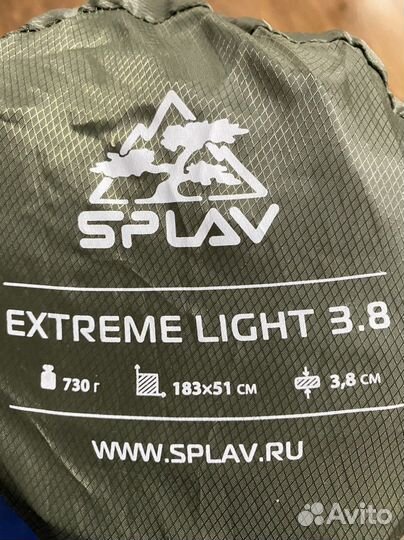 SPLAV
EXTREME LIGHT 3.8
730 г 183×51 см 3,8 см
WWW.SPLAV.RU
Avito